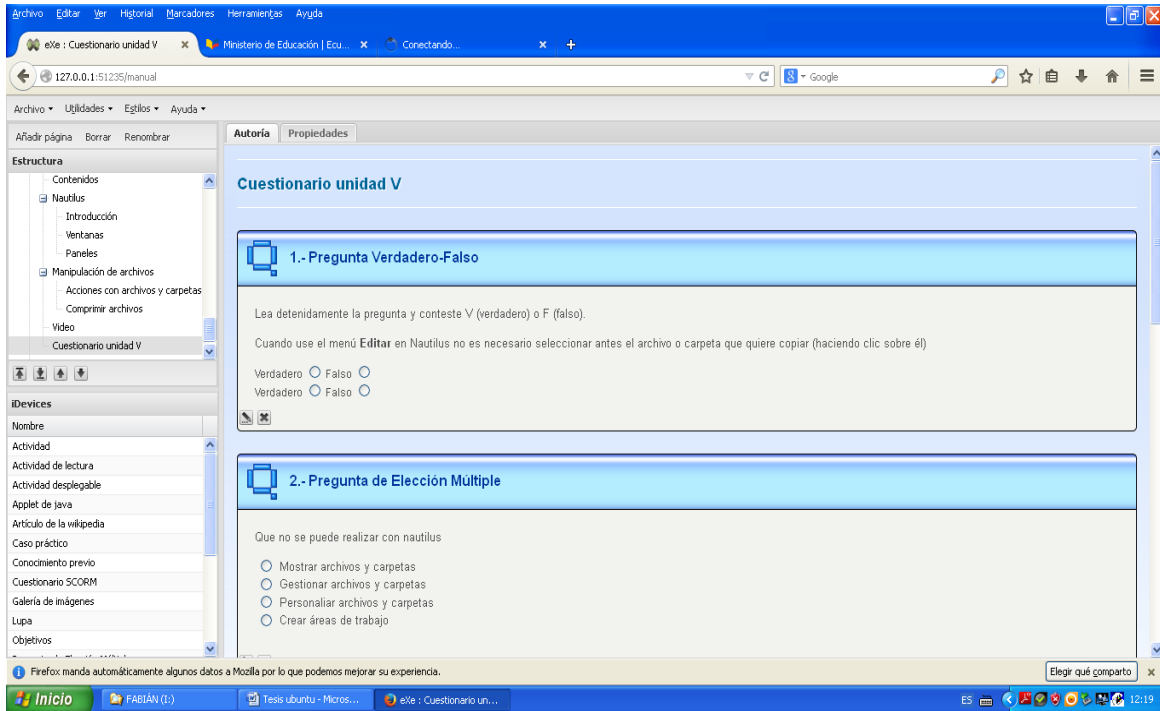 Archivo Editar Ver Historial Marcadores Herramientas Ayuda
eXe : Cuestionario unidad V
Ministerio de Educación | Ecu...
Conectando...
127.0.0.1:51235/manual
Google
Archivo Utilidades Estilos Ayuda
Añadir página Borrar Renombrar
Estructura
Contenidos
Nautilus
Introducción
Ventanas
Paneles
Manipulación de archivos
Acciones con archivos y carpetas
Comprimir archivos
Video
Cuestionario unidad V
iDevices
Nombre
Actividad
Actividad de lectura
Actividad desplegable
Applet de java
Artículo de la wikipedia
Caso práctico
Conocimiento previo
Cuestionario SCORM
Galería de imágenes
Lupa
Objetivos
Autoría Propiedades
Cuestionario unidad V
1.- Pregunta Verdadero-Falso
Lea detenidamente la pregunta y conteste V (verdadero) o F (falso).
Cuando use el menú Editar en Nautilus no es necesario seleccionar antes el archivo o carpeta que quiere copiar (haciendo clic sobre él)
Verdadero Falso
Verdadero Falso
2.- Pregunta de Elección Múltiple
Que no se puede realizar con nautilus
Mostrar archivos y carpetas
Gestionar archivos y carpetas
Personaliar archivos y carpetas
Crear áreas de trabajo
Firefox manda automáticamente algunos datos a Mozilla por lo que podemos mejorar su experiencia.
Elegir qué comparto
Inicio
FABIÁN (I:)
Tesis ubuntu - Micros...
eXe : Cuestionario un...
ES
12:19